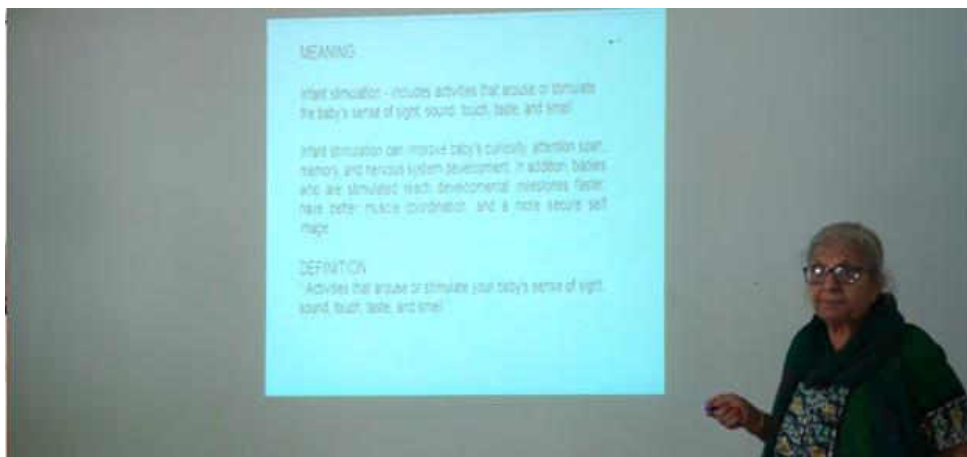 MEANING
Infant stimulation - includes activities that arouse or stimulate
the baby's sense of sight, sound, touch, taste, and smell.
Infant stimulation can improve baby's curiosity, attention span,
memory, and nervous system development. In addition, babies
who are stimulated reach developmental milestones faster,
have better muscle coordination, and a more secure self
image.
DEFINITION
"Activities that arouse or stimulate your baby's sense of sight,
sound, touch, taste, and smell."